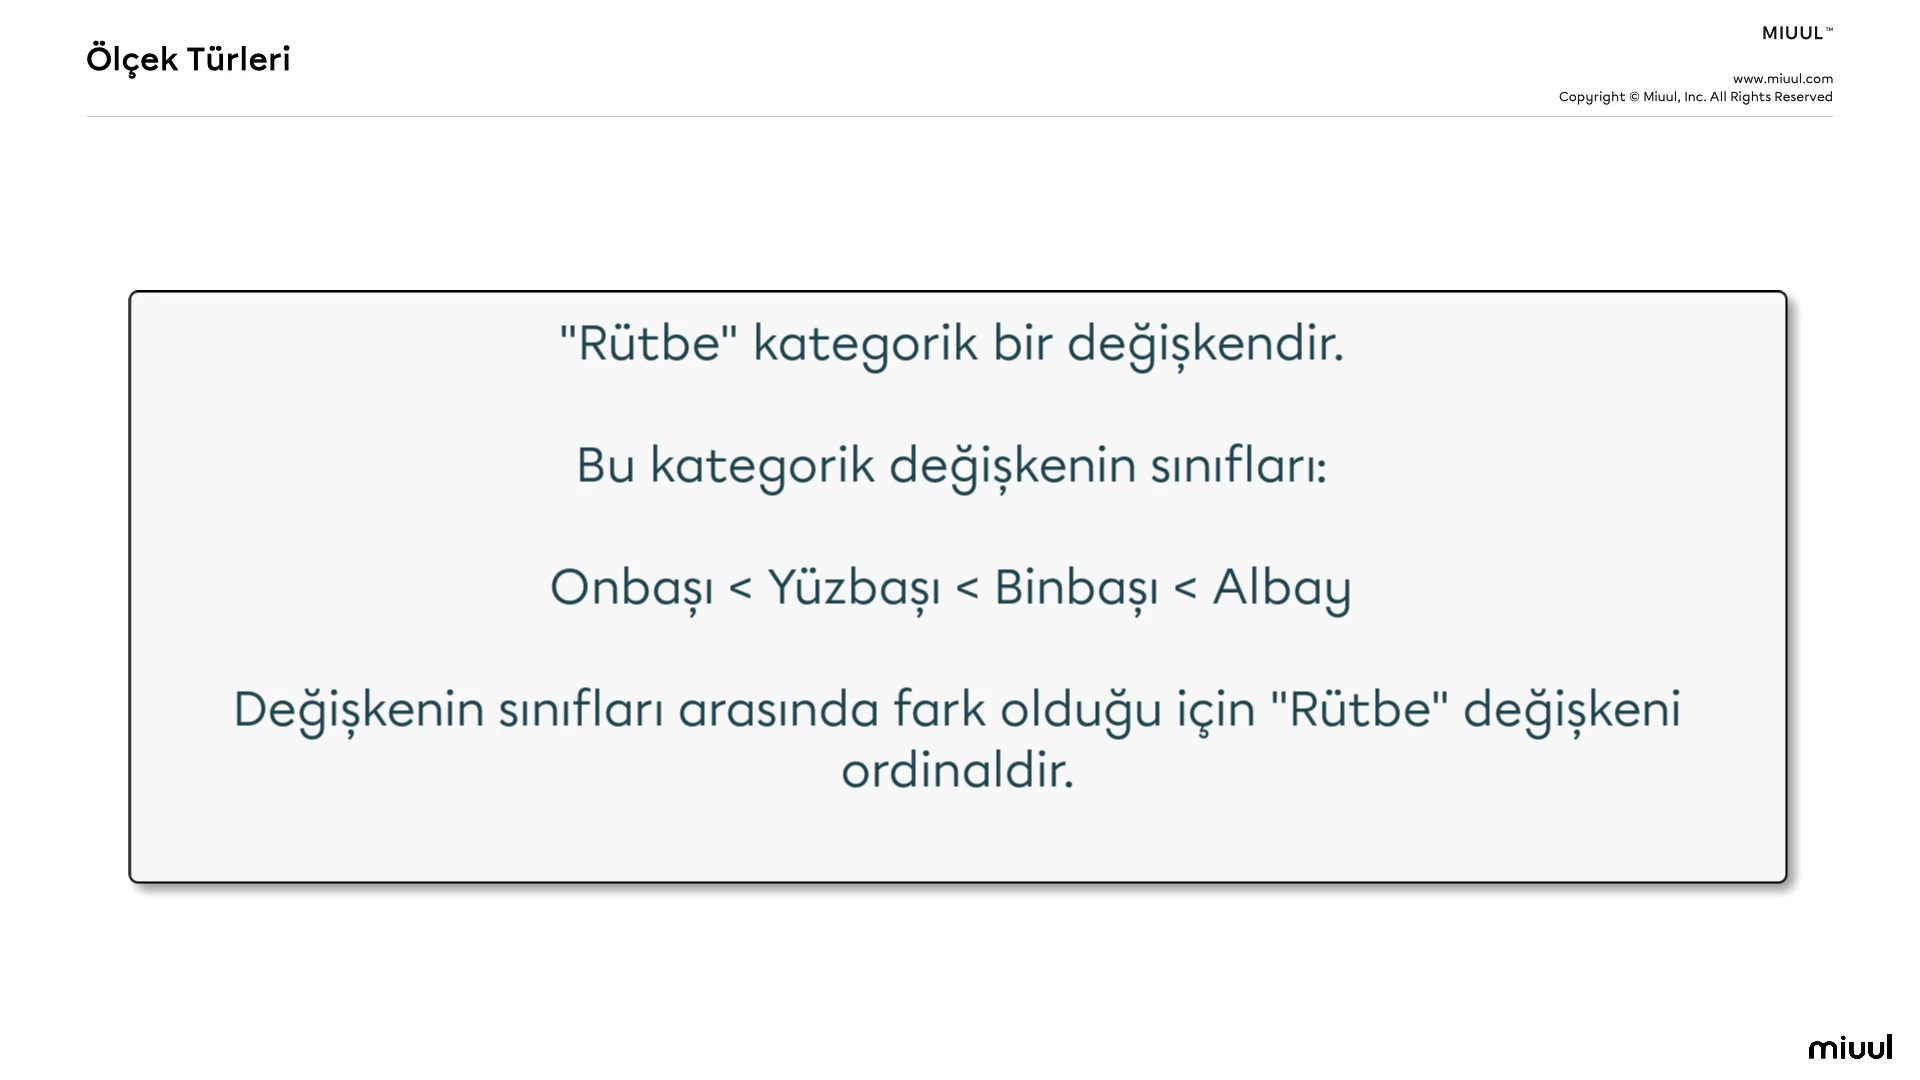 Ölçek Türleri
MIUUL™
www.miuul.com
Copyright © Miuul, Inc. All Rights Reserved
"Rütbe" kategorik bir değişkendir.
Bu kategorik değişkenin sınıfları:
Onbaşı < Yüzbaşı < Binbaşı < Albay
Değişkenin sınıfları arasında fark olduğu için "Rütbe" değişkeni
ordinaldir.
miuul